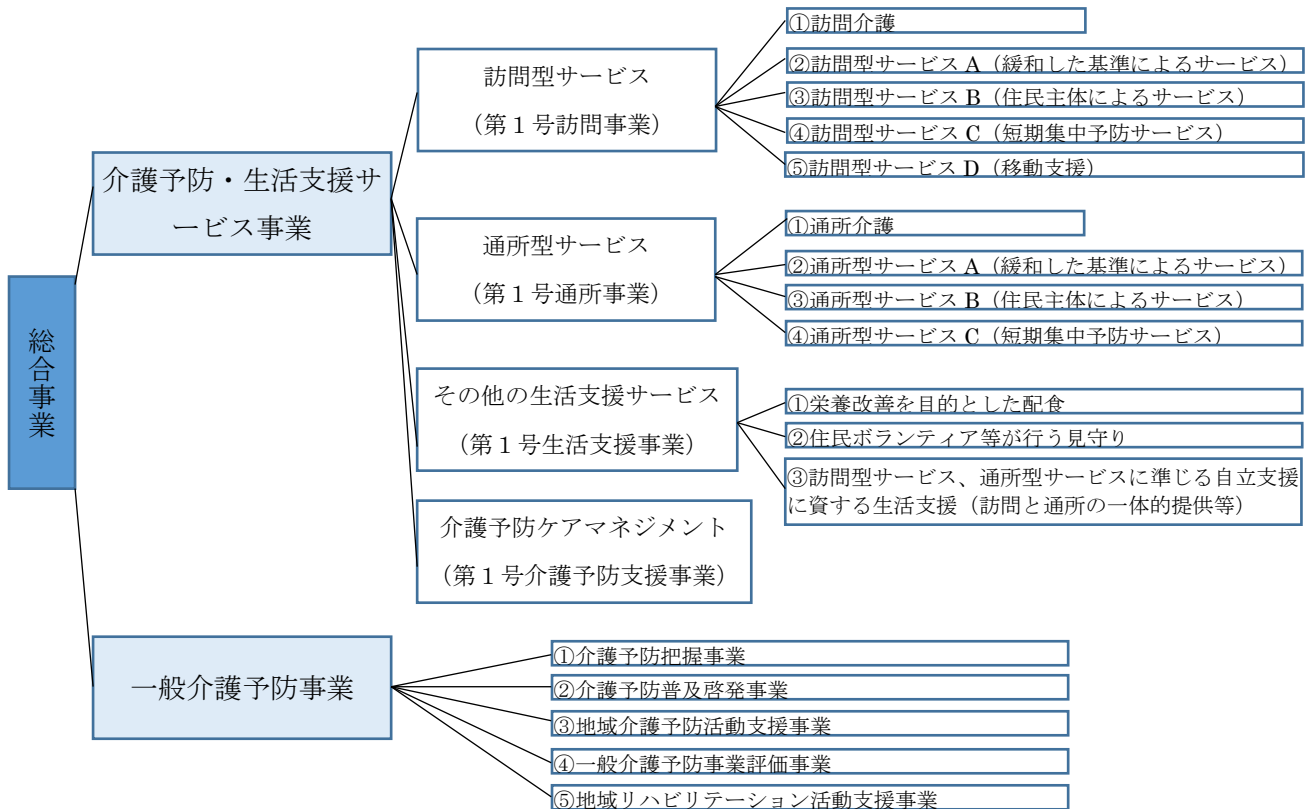 総合事業
介護予防・生活支援サ
ービス事業
訪問型サービス
（第１号訪問事業）
①訪問介護
②訪問型サービス A（緩和した基準によるサービス）
③訪問型サービス B（住民主体によるサービス）
④訪問型サービス C（短期集中予防サービス）
⑤訪問型サービス D（移動支援）
通所型サービス
（第１号通所事業）
①通所介護
②通所型サービス A（緩和した基準によるサービス）
③通所型サービス B（住民主体によるサービス）
④通所型サービス C（短期集中予防サービス）
その他の生活支援サービス
（第１号生活支援事業）
①栄養改善を目的とした配食
②住民ボランティア等が行う見守り
③訪問型サービス、通所型サービスに準じる自立支援
に資する生活支援（訪問と通所の一体的提供等）
介護予防ケアマネジメント
（第１号介護予防支援事業）
一般介護予防事業
①介護予防把握事業
②介護予防普及啓発事業
③地域介護予防活動支援事業
④一般介護予防事業評価事業
⑤地域リハビリテーション活動支援事業